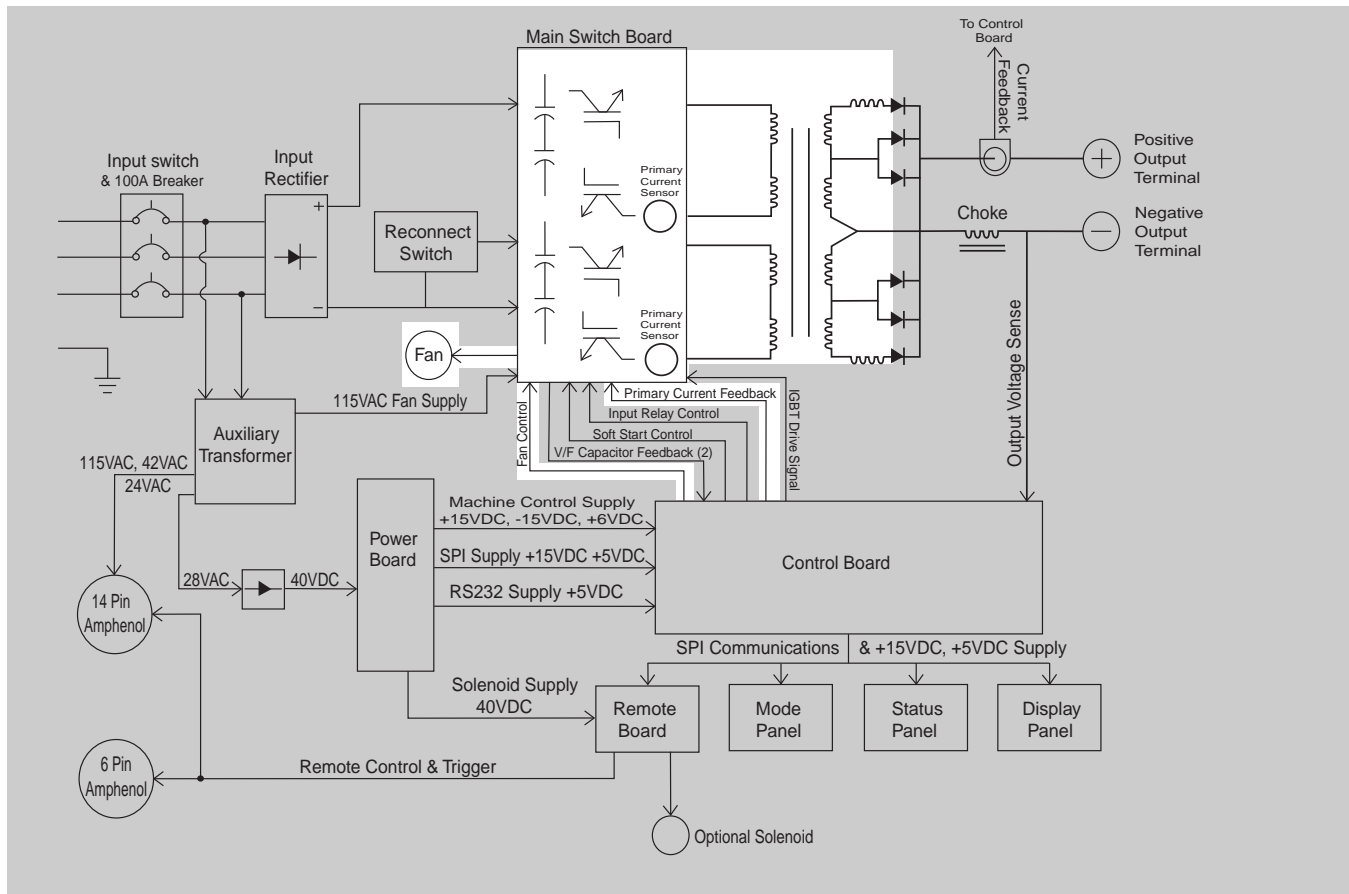 Main Switch Board
To Control
Board
Current
Feedback
Input switch
& 100A Breaker
Input
Rectifier
+
−
Primary
Current
Sensor
+
Positive
Output
Terminal
Reconnect
Switch
Choke
−
Negative
Output
Terminal
Primary
Current
Sensor
Fan
Output Voltage Sense
115VAC Fan Supply
Fan Control
Primary Current Feedback
Input Relay Control
Soft Start Control
V/F Capacitor Feedback (2)
IGBT Drive Signal
Auxiliary
Transformer
115VAC, 42VAC
24VAC
28VAC
40VDC
Power
Board
Machine Control Supply
+15VDC, -15VDC, +6VDC
SPI Supply +15VDC +5VDC
RS232 Supply +5VDC
Control Board
14 Pin
Amphenol
SPI Communications & +15VDC, +5VDC Supply
Solenoid Supply
40VDC
Remote
Board
Mode
Panel
Status
Panel
Display
Panel
6 Pin
Amphenol
Remote Control & Trigger
Optional Solenoid